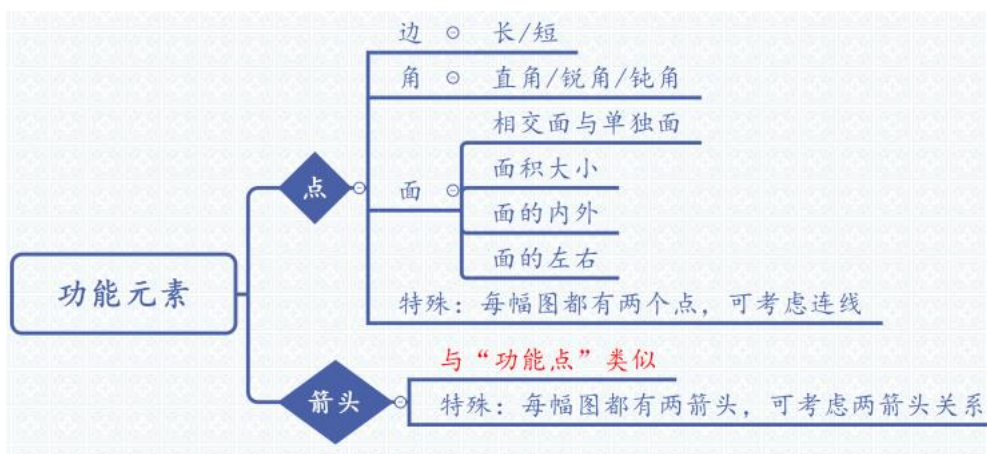 边 长/短
角 直角/锐角/钝角
相交面与单独面
面积大小
点
面
面的内外
面的左右
功能元素
特殊：每幅图都有两个点，可考虑连线
与“功能点”类似
箭头
特殊：每幅图都有两箭头，可考虑两箭头关系